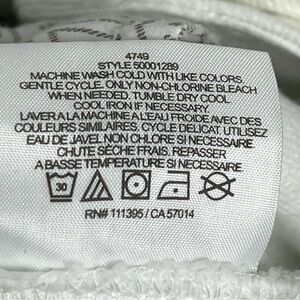 4749
STYLE 50001289
MACHINE WASH COLD WITH LIKE COLORS
GENTLE CYCLE. ONLY NON-CHLORINE BLEACH
WHEN NEEDED. TUMBLE DRY COOL
COOL IRON IF NECESSARY
LAVER A LA MACHINE A L'EAU FROIDE AVEC DES
COULEURS SIMILAIRES. CYCLE DELICAT. UTILISEZ
EAU DE JAVEL NON CHLORE SI NECESSAIRE
CHUTE SÈCHE FRAIS. REPASSER
A BASSE TEMPERATURE SI NÉCESSAIRE
30
RN# 111395 / CA 57014